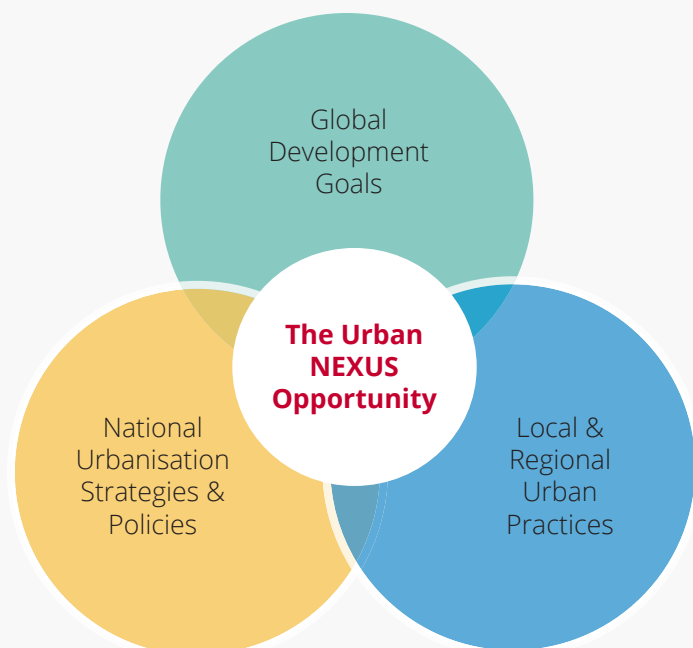 Global
Development
Goals
The Urban
NEXUS
Opportunity
National
Urbanisation
Strategies &
Policies
Local &
Regional
Urban
Practices